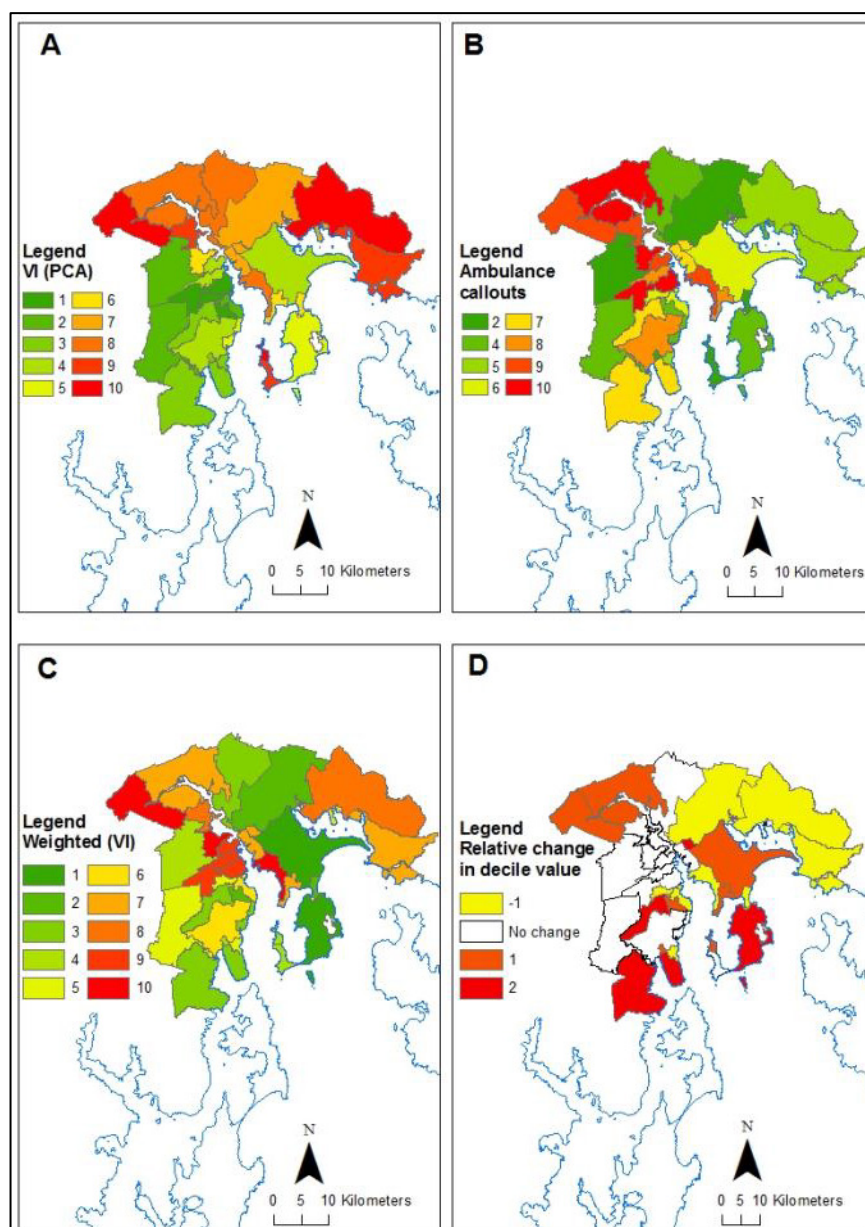 A
Legend
VI (PCA)
1 6
2 7
3 8
4 9
5 10
N
0 5 10 Kilometers
B
Legend
Ambulance
callouts
2 7
4 8
5 9
6 10
N
0 5 10 Kilometers
C
Legend
Weighted (VI)
1 6
2 7
3 8
4 9
5 10
N
0 5 10 Kilometers
D
Legend
Relative change
in decile value
-1
No change
1
2
N
0 5 10 Kilometers